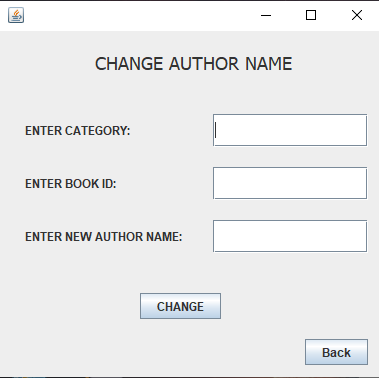 CHANGE AUTHOR NAME
ENTER CATEGORY:
ENTER BOOK ID:
ENTER NEW AUTHOR NAME:
CHANGE
Back